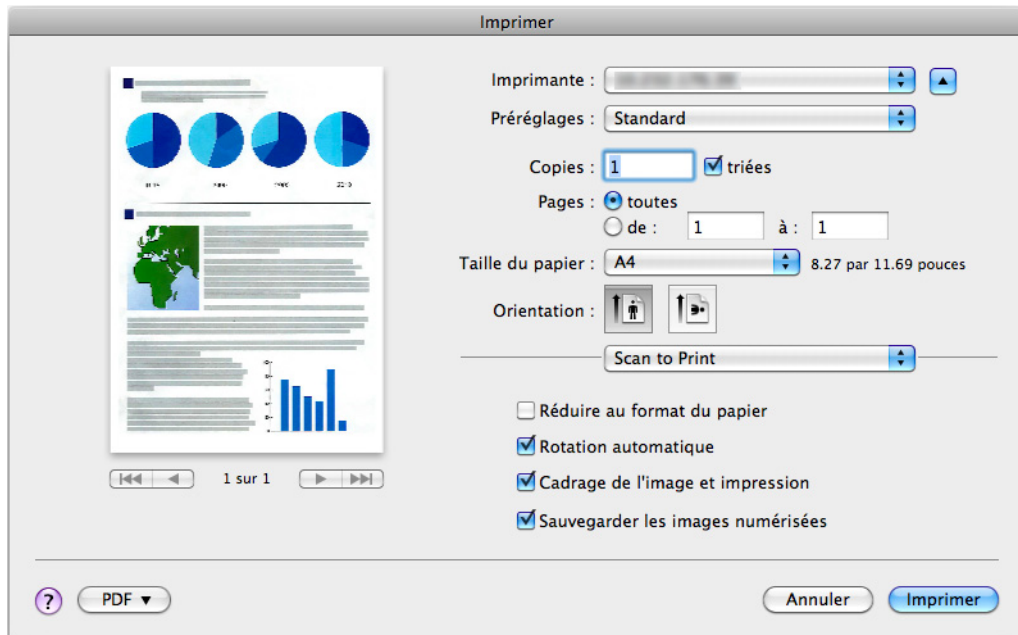 Imprimer
Imprimante :
Préréglages : Standard
Copies : 1 triées
Pages : toutes
de : 1 à : 1
Taille du papier : A4 8.27 par 11.69 pouces
Orientation :
Scan to Print
Réduire au format du papier
Rotation automatique
Cadrage de l'image et impression
Sauvegarder les images numérisées
1 sur 1
? PDF Annuler Imprimer